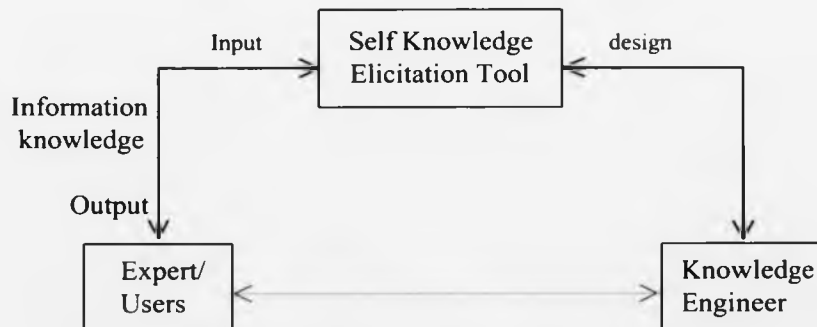 Input
Self Knowledge
Elicitation Tool
design
Information
knowledge
Output
Expert/
Users
Knowledge
Engineer